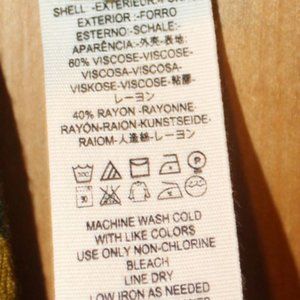 SHELL -EXTERIEUR-
EXTERIOR -FORRO
ESTERNO-SCHALE-
APARÊNCIA-外壳-表地
60% VISCOSE-VISCOSE-
VISCOSA-VISCOSA-
VISKOSE-VISCOSE-粘膠
レーヨン
40% RAYON-RAYONNE-
RAYÓN-RAION-KUNSTSEIDE-
RAIOM-人造絲-レーヨン
MACHINE WASH COLD
WITH LIKE COLORS
USE ONLY NON-CHLORINE
BLEACH
LINE DRY
LOW IRON AS NEEDED